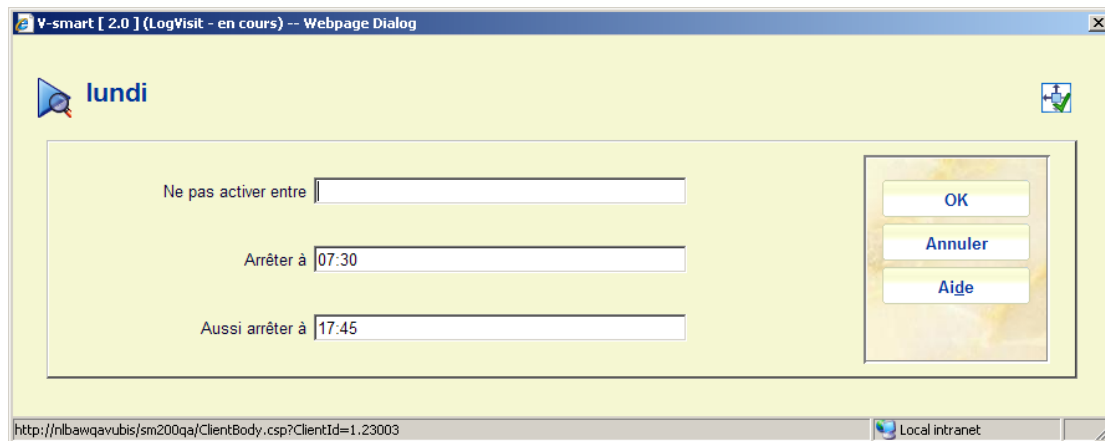 V-smart [ 2.0 ] (LogVisit - en cours) -- Webpage Dialog
lundi
Ne pas activer entre
OK
Annuler
Arrêter à 07:30
Aide
Aussi arrêter à 17:45
http://nlbawqavubis/sm200qa/ClientBody.csp?ClientId=1.23003
Local intranet